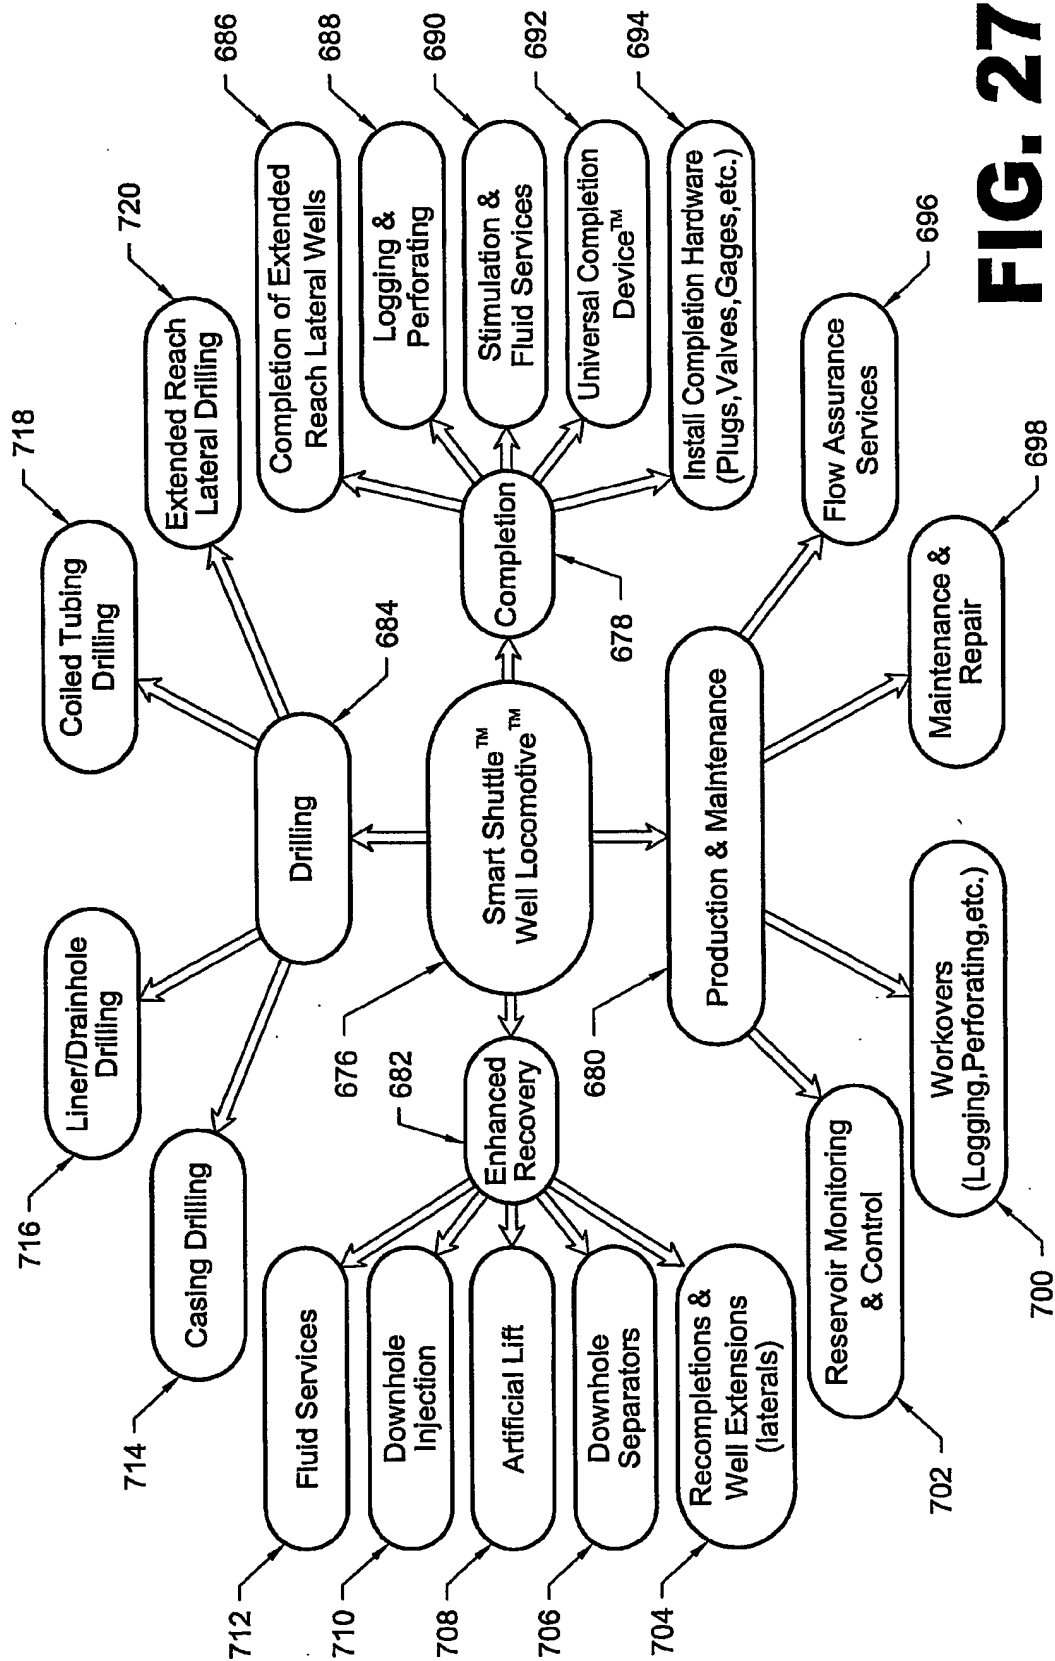 718
Coiled Tubing
Drilling
720
Extended Reach
Lateral Drilling
716
Liner/Drainhole
Drilling
714
Casing Drilling
684
Drilling
686
Completion of Extended
Reach Lateral Wells
688
Logging &
Perforating
690
Stimulation &
Fluid Services
692
Universal Completion
Device™
694
Install Completion Hardware
(Plugs,Valves,Gages,etc.)
Completion
678
676
Smart Shuttle™
Well Locomotive™
682
Enhanced
Recovery
712
Fluid Services
710
Downhole
Injection
708
Artificial Lift
706
Downhole
Separators
704
Recompletions &
Well Extensions
(laterals)
680
Production & Maintenance
702
Reservoir Monitoring
& Control
700
Workovers
(Logging,Perforating,etc.)
698
Maintenance &
Repair
696
Flow Assurance
Services
FIG. 27